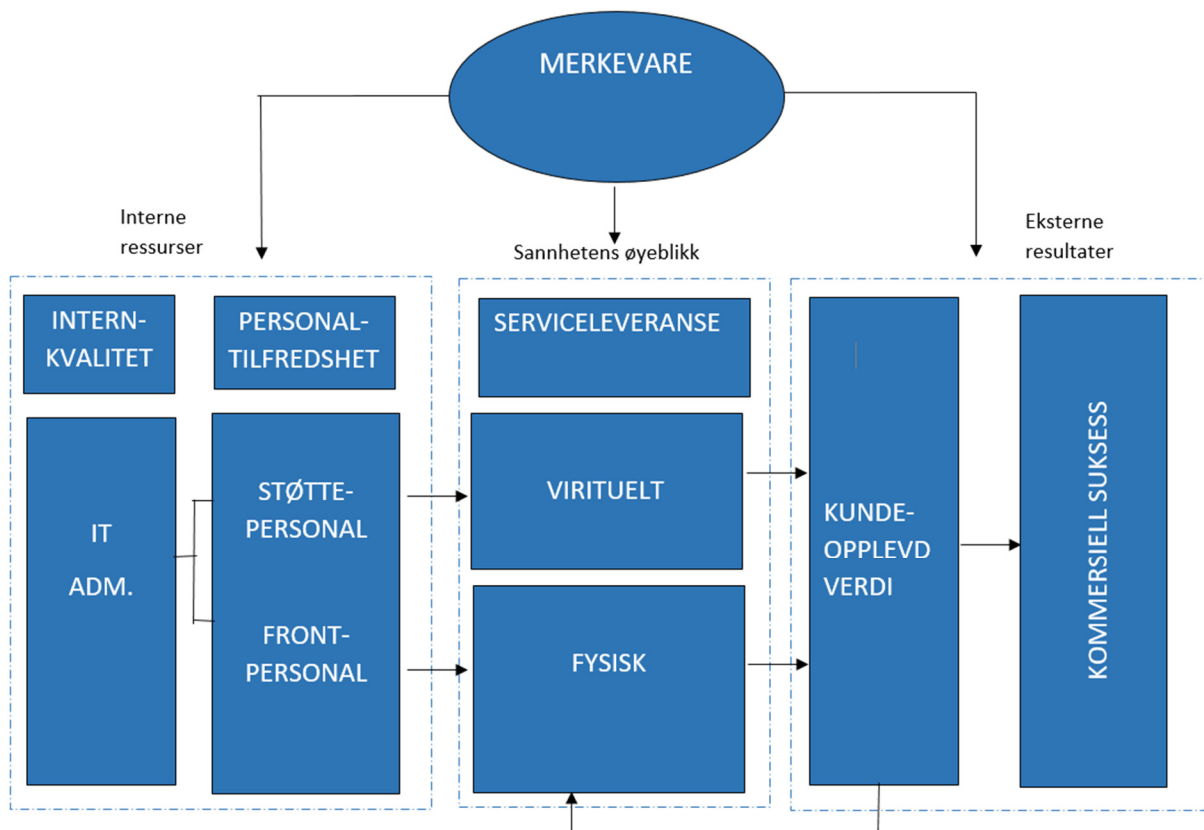 MERKEVARE
Interne
ressurser
Sannhetens øyeblikk
Eksterne
resultater
INTERN-
KVALITET
PERSONAL-
TILFREDSHET
SERVICELEVERANSE
IT
ADM.
STØTTE-
PERSONAL
FRONT-
PERSONAL
VIRITUELT
FYSISK
KUNDE-
OPPLEVD
VERDI
KOMMERSIELL SUKSESS